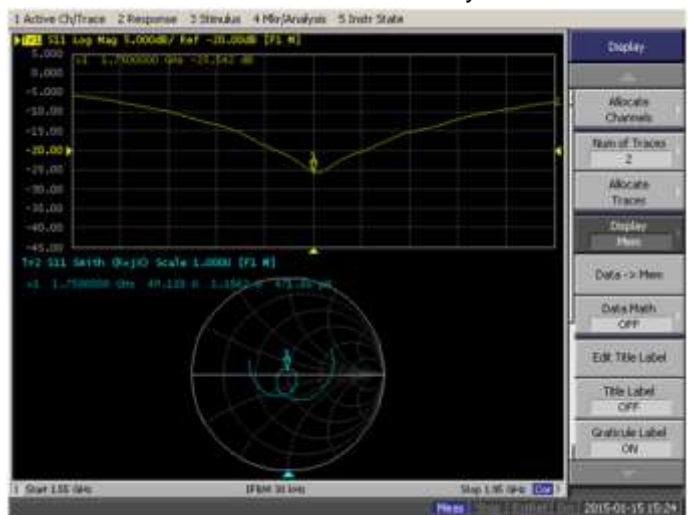 1 Active Ch/Trace 2 Response 3 Stimulus 4 Mkr/Analysis 5 Instr State
Tr1 S11 Log Mag 5.000dB/ Ref -20.00dB [F1 M]
5.000
0.000
-5.000
-10.00
-15.00
-20.00
-25.00
-30.00
-35.00
-40.00
-45.00
Tr2 S11 Smith (R+jX) Scale 1.000U [F1 M]
1 Start 1.55 GHz
IFBW 30 kHz
Stop 1.95 GHz
Cor
Meas
2015-01-15 15:24
Display
Allocate
Channels
Num of Traces
2
Allocate
Traces
Display
Mem
Data -> Mem
Data Math
OFF
Edit Title Label
Title Label
OFF
Graticule Label
ON